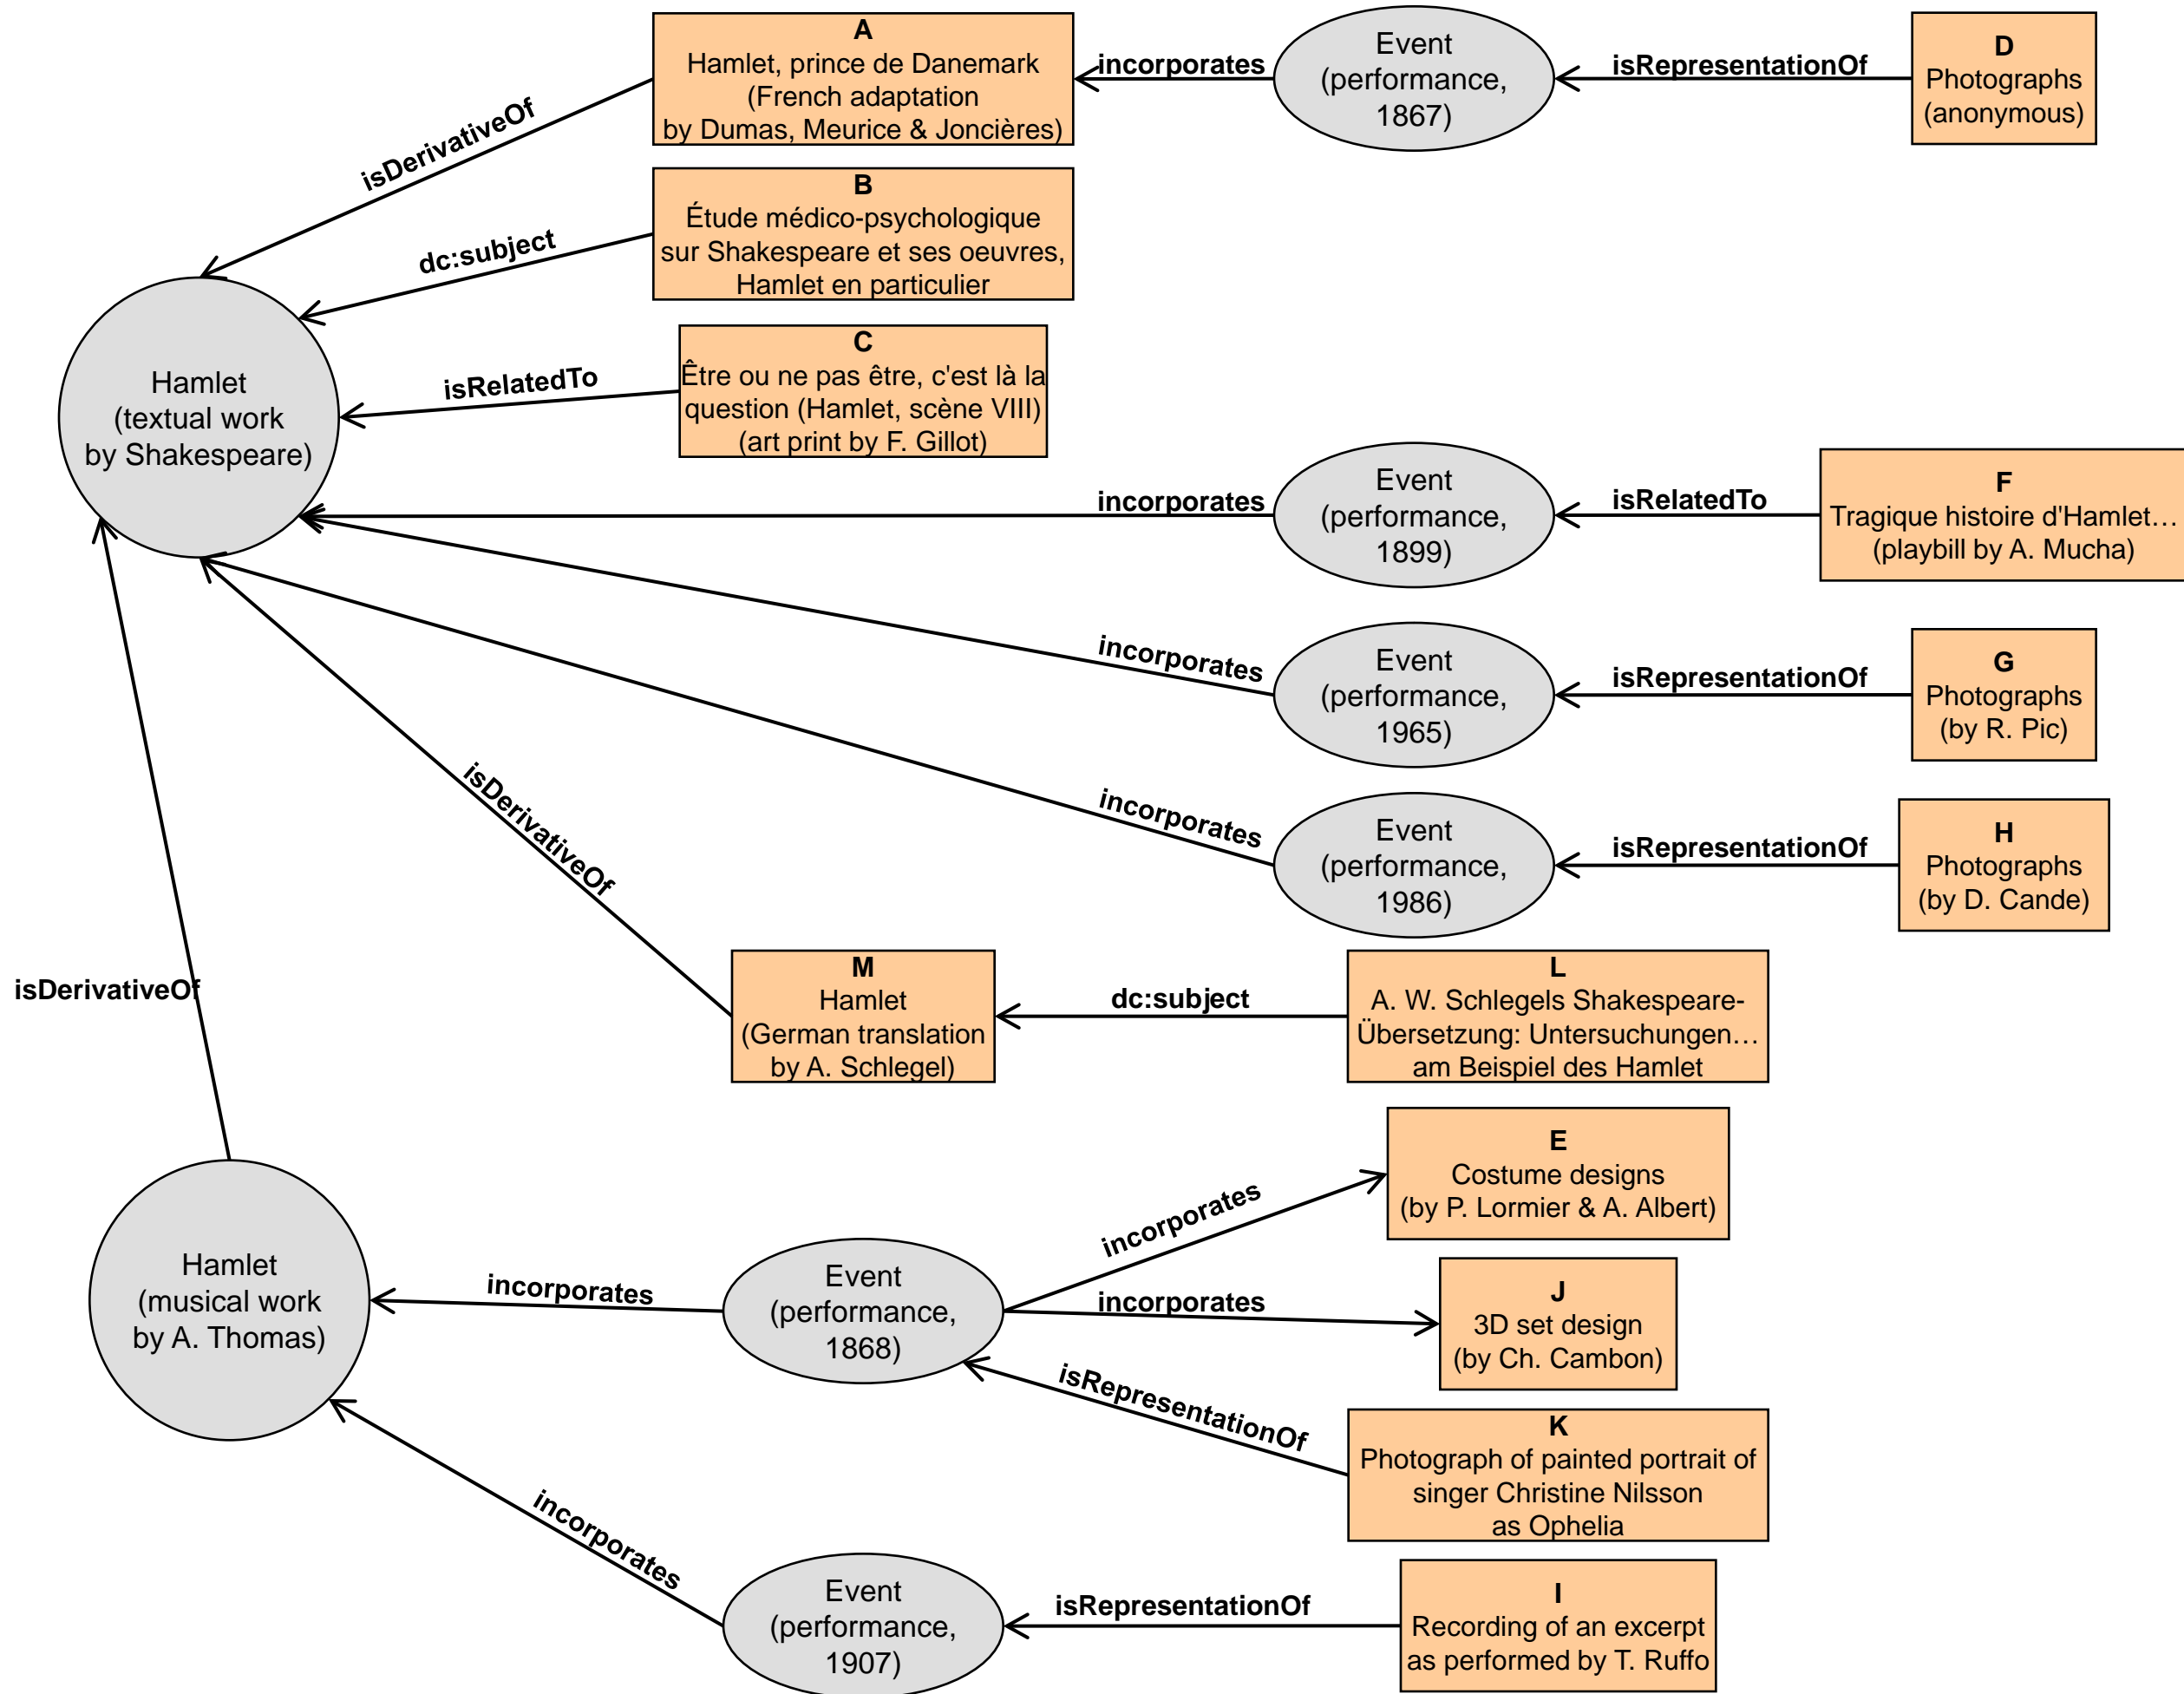 A
Hamlet, prince de Danemark
(French adaptation
by Dumas, Meurice & Joncières)
incorporates
Event
(performance,
1867)
isRepresentationOf
D
Photographs
(anonymous)
isDerivativeOf
B
Étude médico-psychologique
sur Shakespeare et ses oeuvres,
Hamlet en particulier
dc:subject
C
Être ou ne pas être, c'est là la
question (Hamlet, scène VIII)
(art print by F. Gillot)
isRelatedTo
Hamlet
(textual work
by Shakespeare)
incorporates
Event
(performance,
1899)
isRelatedTo
F
Tragique histoire d'Hamlet…
(playbill by A. Mucha)
incorporates
Event
(performance,
1965)
isRepresentationOf
G
Photographs
(by R. Pic)
incorporates
Event
(performance,
1986)
isRepresentationOf
H
Photographs
(by D. Cande)
isDerivativeOf
M
Hamlet
(German translation
by A. Schlegel)
dc:subject
L
A. W. Schlegels Shakespeare-
Übersetzung: Untersuchungen…
am Beispiel des Hamlet
isDerivativeOf
Hamlet
(musical work
by A. Thomas)
incorporates
Event
(performance,
1868)
incorporates
E
Costume designs
(by P. Lormier & A. Albert)
incorporates
J
3D set design
(by Ch. Cambon)
isRepresentationOf
K
Photograph of painted portrait of
singer Christine Nilsson
as Ophelia
incorporates
Event
(performance,
1907)
isRepresentationOf
I
Recording of an excerpt
as performed by T. Ruffo